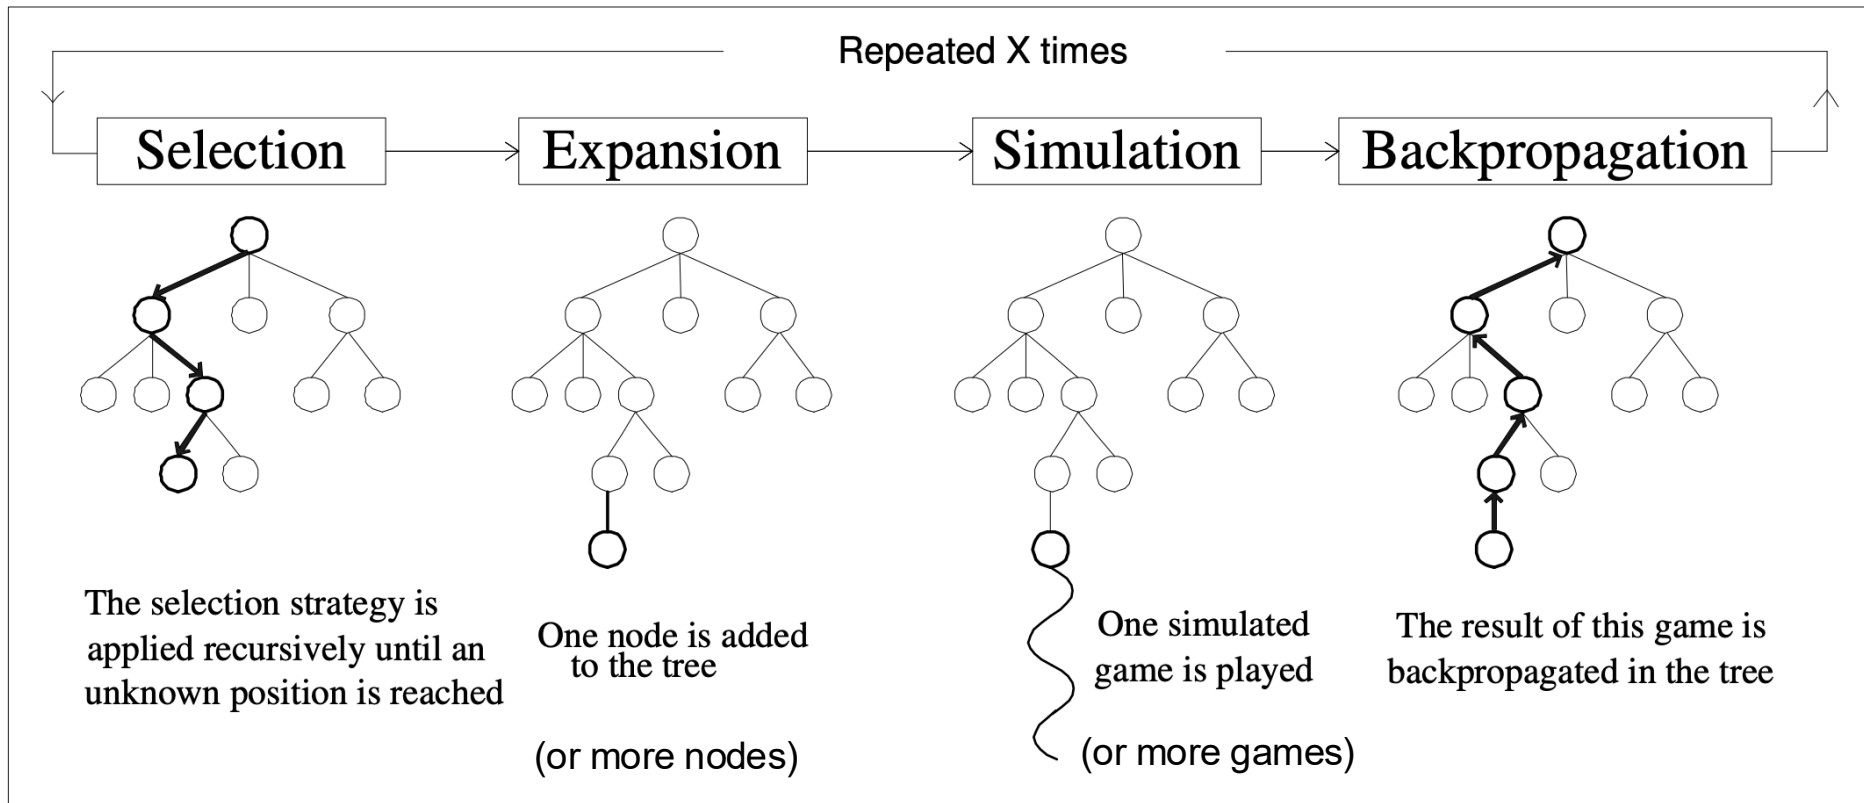 Repeated X times
Selection
Expansion
Simulation
Backpropagation
The selection strategy is
applied recursively until an
unknown position is reached
One node is added
to the tree
(or more nodes)
One simulated
game is played
(or more games)
The result of this game is
backpropagated in the tree